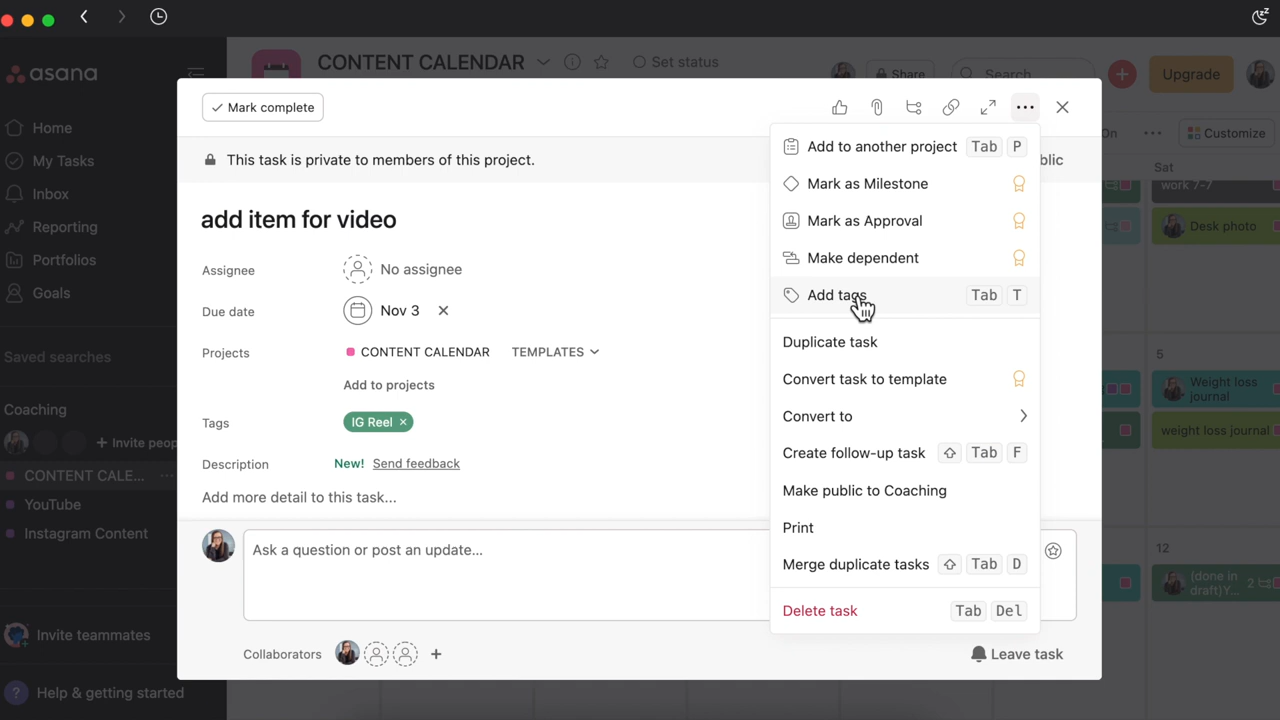 asana
CONTENT CALENDAR
Set status
Share
Search
Upgrade
Home
My Tasks
Inbox
Reporting
Portfolios
Goals
Saved searches
Coaching
+ Invite peop
CONTENT CALE... ...
YouTube
Instagram Content
Invite teammates
? Help & getting started
Mark complete
This task is private to members of this project.
blic
add item for video
Assignee
No assignee
Due date
Nov 3
Projects
CONTENT CALENDAR
TEMPLATES
Add to projects
Tags
IG Reel ×
Description
New! Send feedback
Add more detail to this task...
Ask a question or post an update...
Collaborators
Leave task
Add to another project Tab P
Mark as Milestone
Mark as Approval
Make dependent
Add tags Tab T
Duplicate task
Convert task to template
Convert to
Create follow-up task Tab F
Make public to Coaching
Print
Merge duplicate tasks Tab D
Delete task Tab Del
On
Customize
Sat
work 7-7
Desk photo
5
Weight loss
journal
weight loss journal
12
(done in
draft)Y... 2